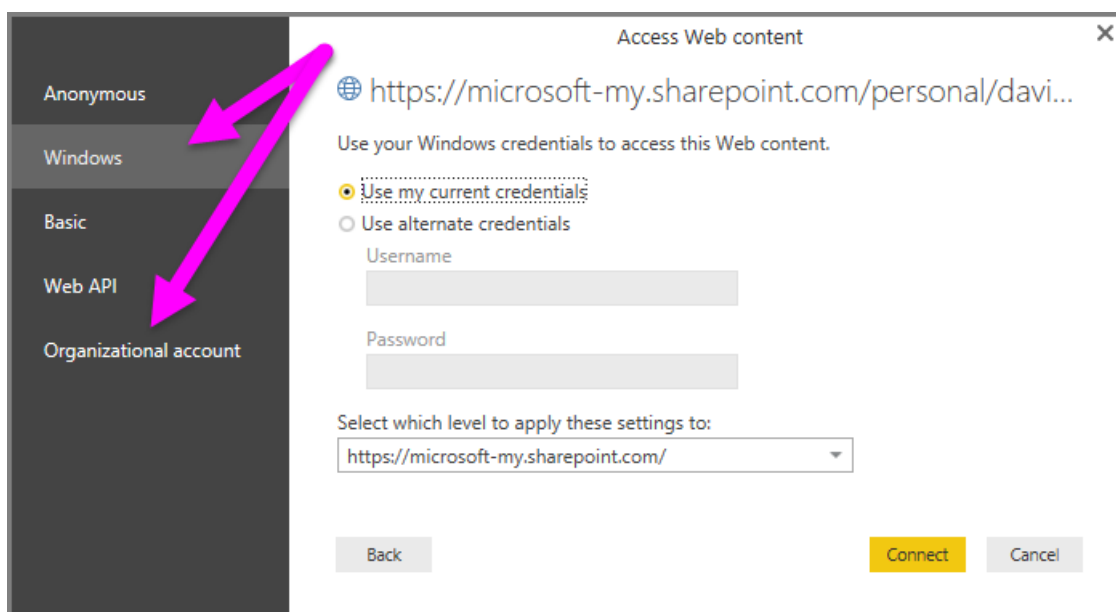 Access Web content
Anonymous
Windows
Basic
Web API
Organizational account
https://microsoft-my.sharepoint.com/personal/davi...
Use your Windows credentials to access this Web content.
Use my current credentials
Use alternate credentials
Username
Password
Select which level to apply these settings to:
https://microsoft-my.sharepoint.com/
Back
Connect
Cancel